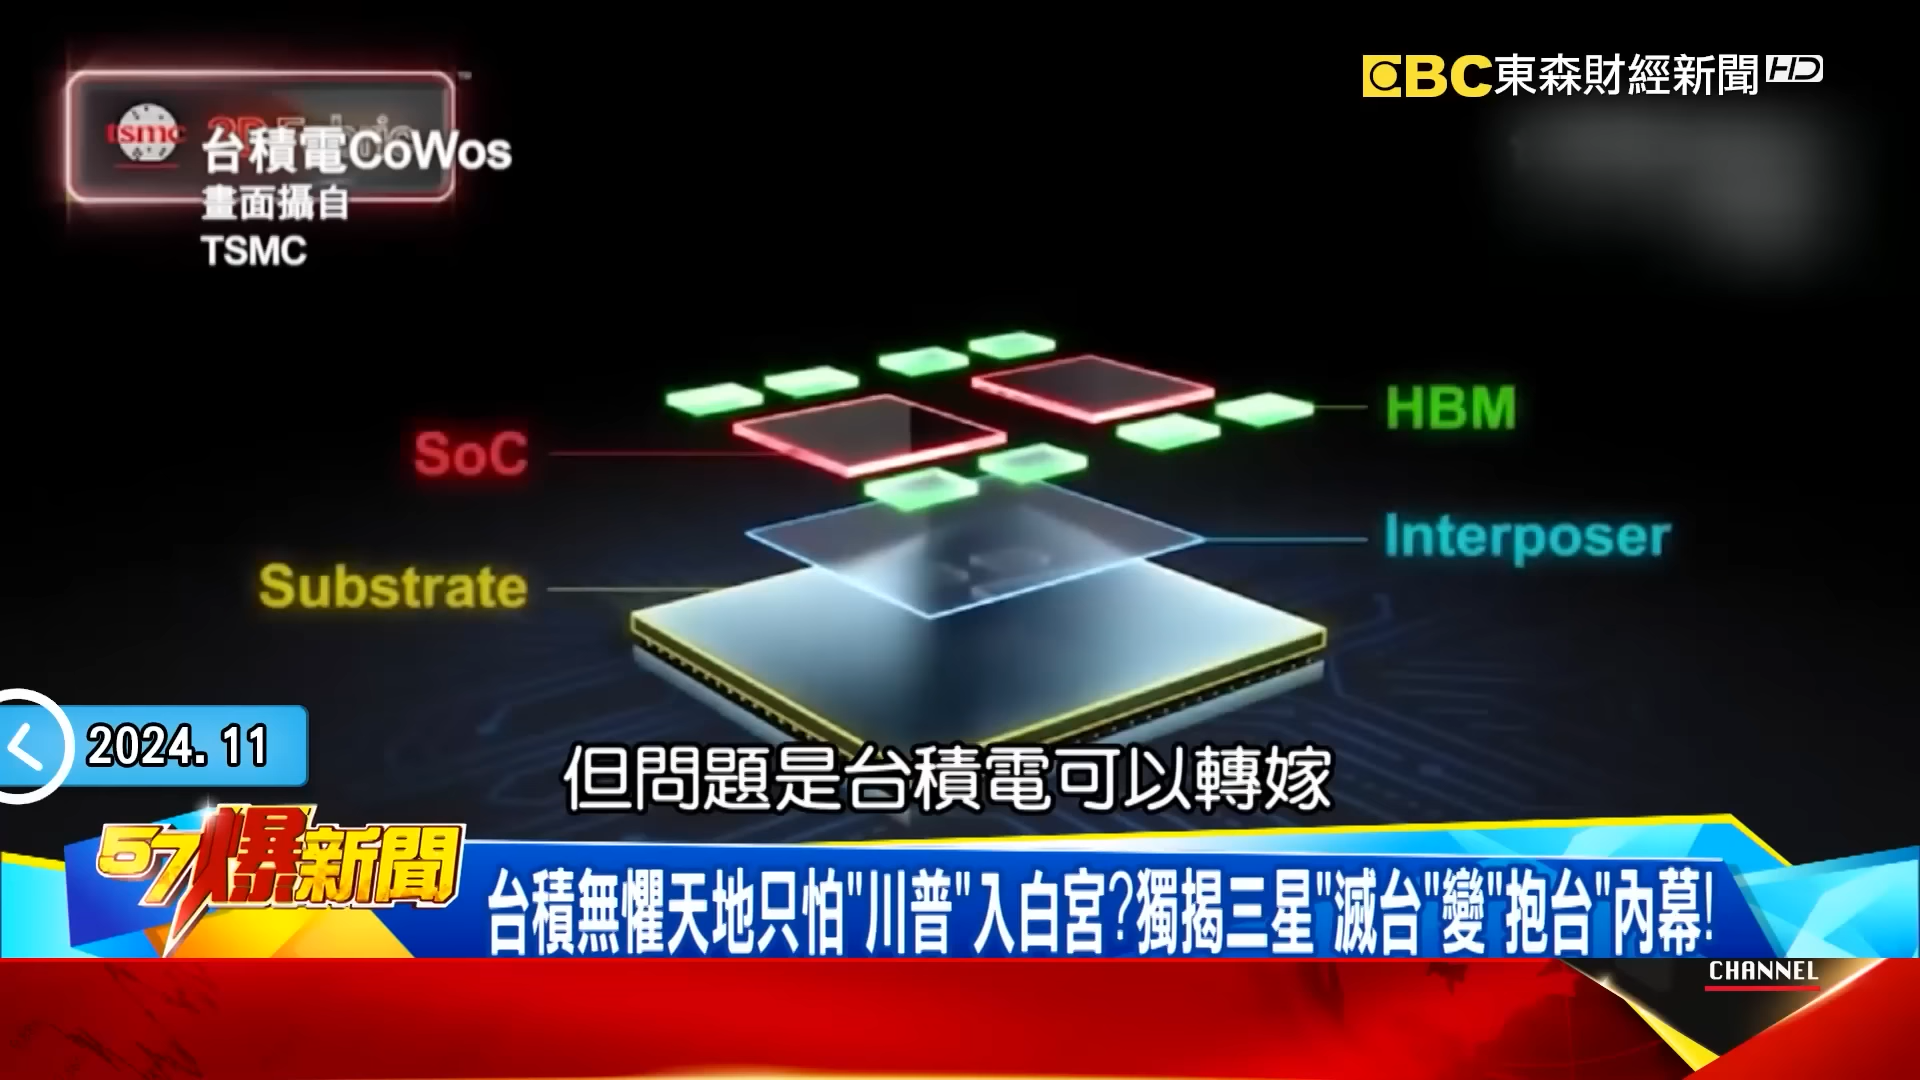 EBC東森財經新聞HD
tsmc
台積電CoWos
畫面攝自
TSMC
HBM
SoC
Interposer
Substrate
2024.11
但問題是台積電可以轉嫁
57爆新聞
台積無懼天地只怕"川普"入白宮?獨揭三星"滅台"變"抱台"內幕!
CHANNEL